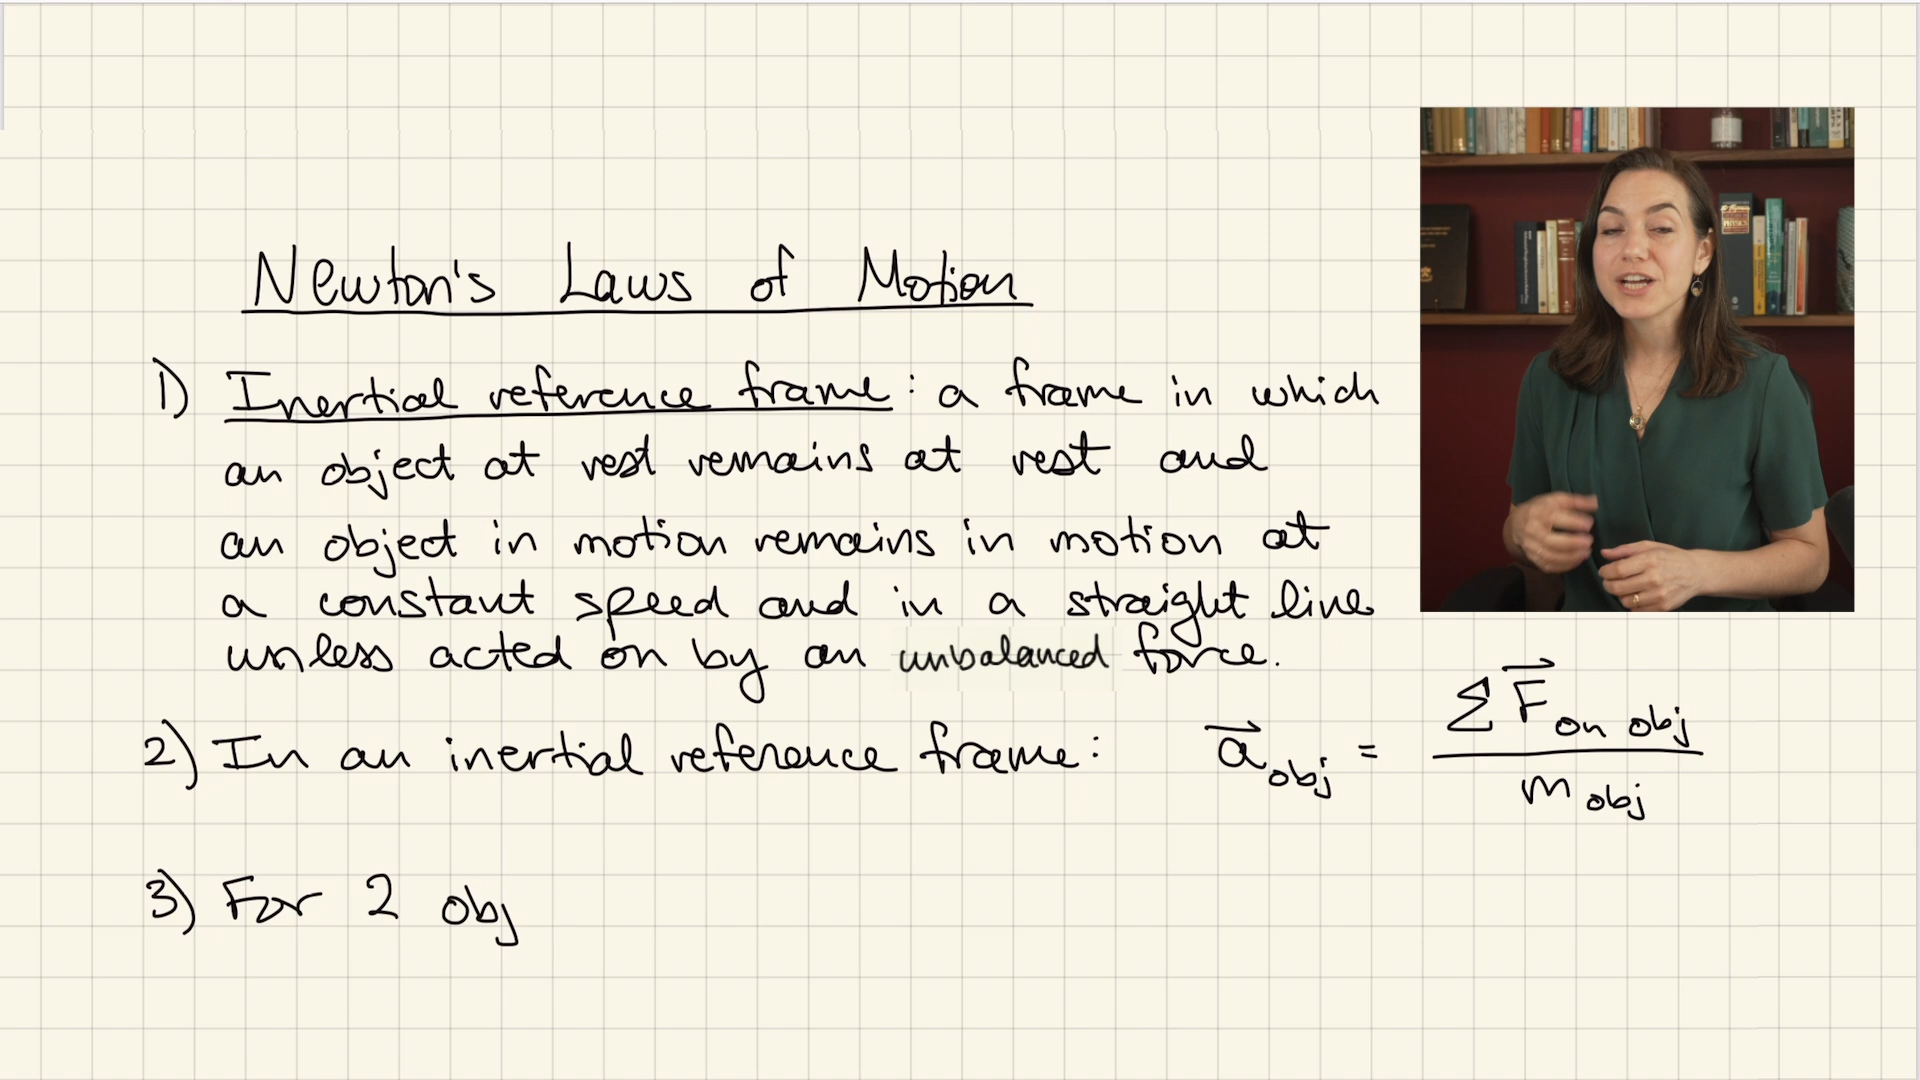 Newton's Laws of Motion
1) Inertial reference frame: a frame in which
an object at rest remains at rest and
an object in motion remains in motion at
a constant speed and in a straight line
unless acted on by an unbalanced force.
2) In an inertial reference frame: a⃗ obj = Σ F⃗ on obj / m obj
3) For 2 obj
PHYSICS